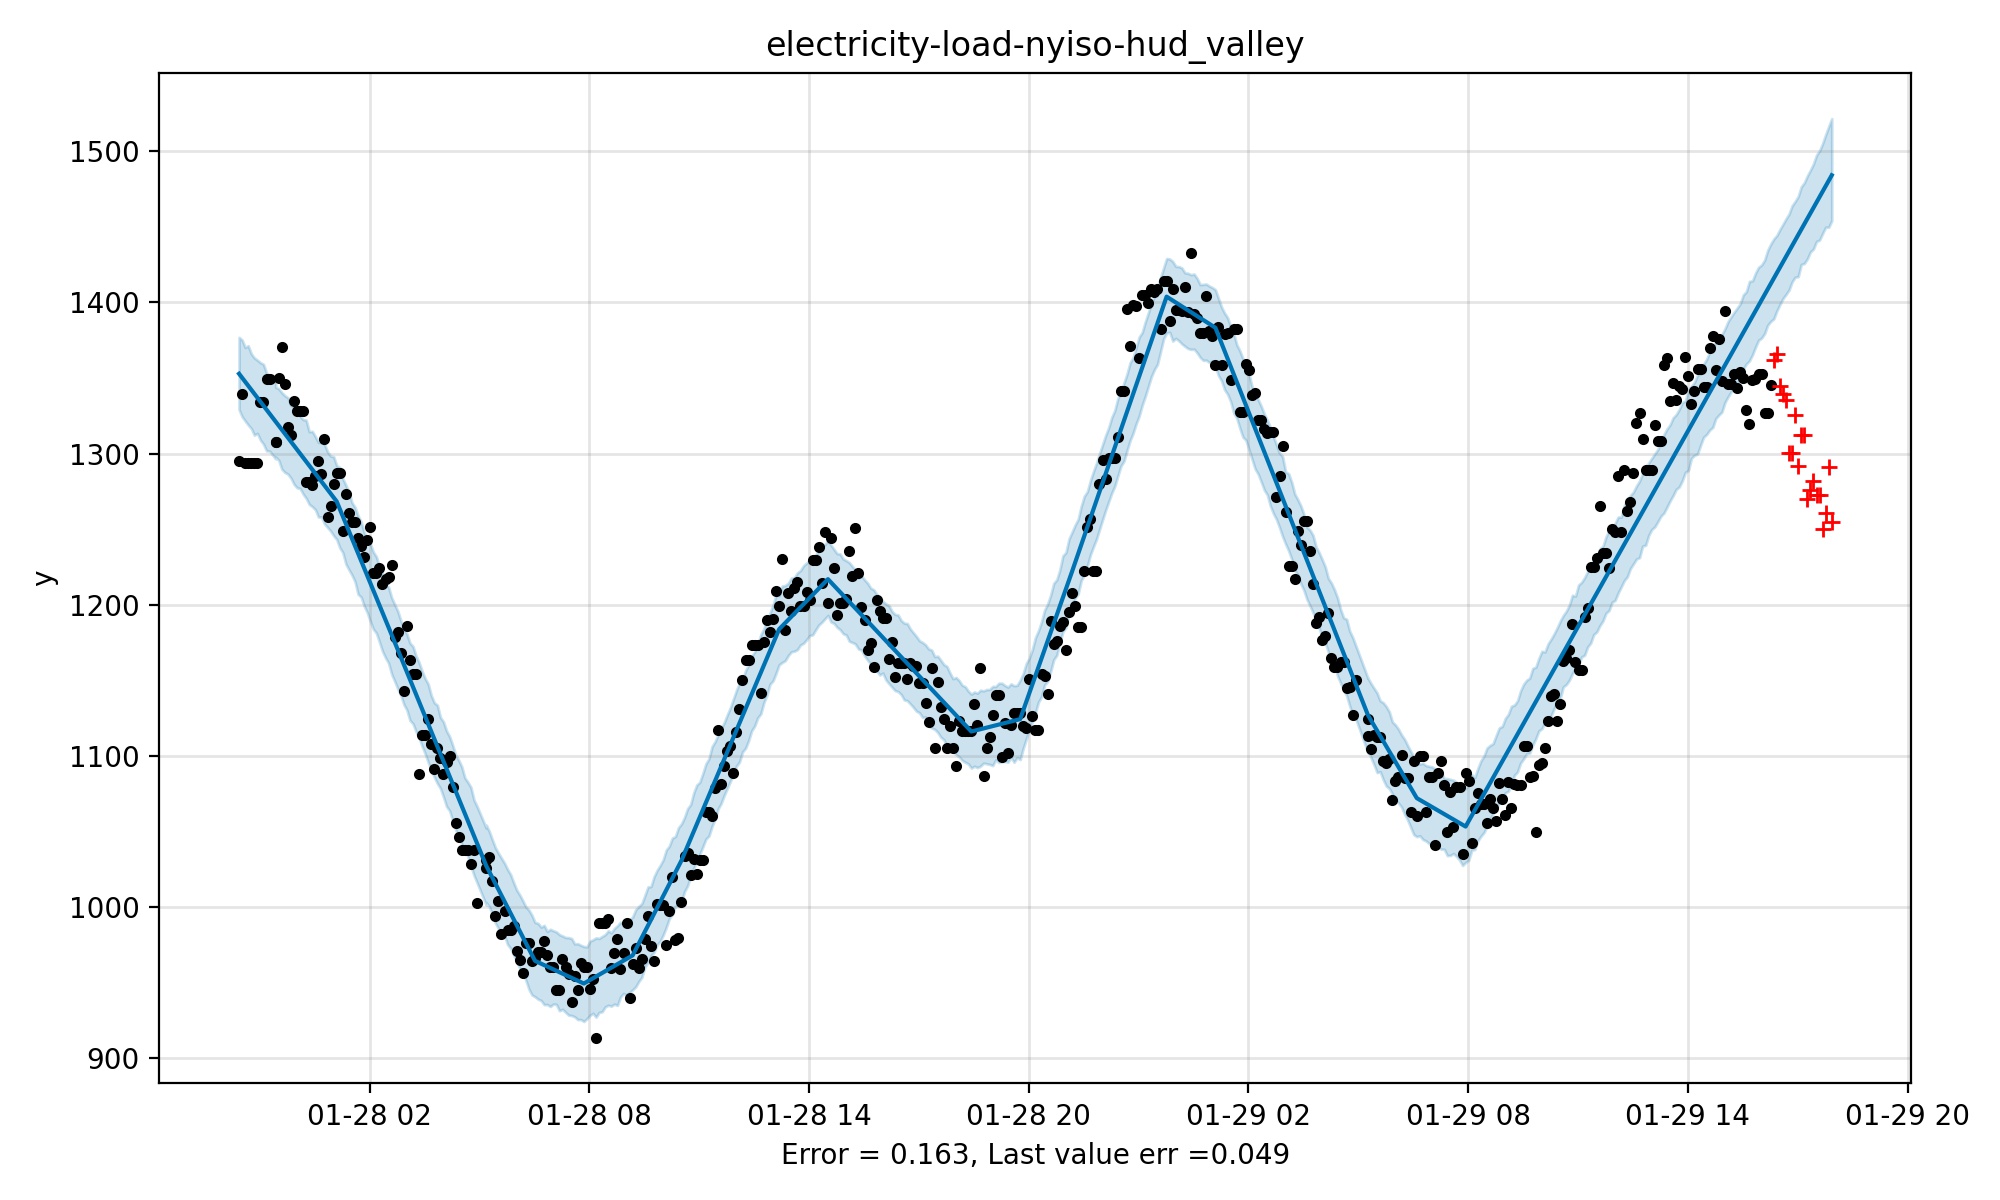 electricity-load-nyiso-hud_valley
1500
1400
1300
1200
1100
1000
900
y
01-28 02 01-28 08 01-28 14 01-28 20 01-29 02 01-29 08 01-29 14 01-29 20
Error = 0.163, Last value err =0.049